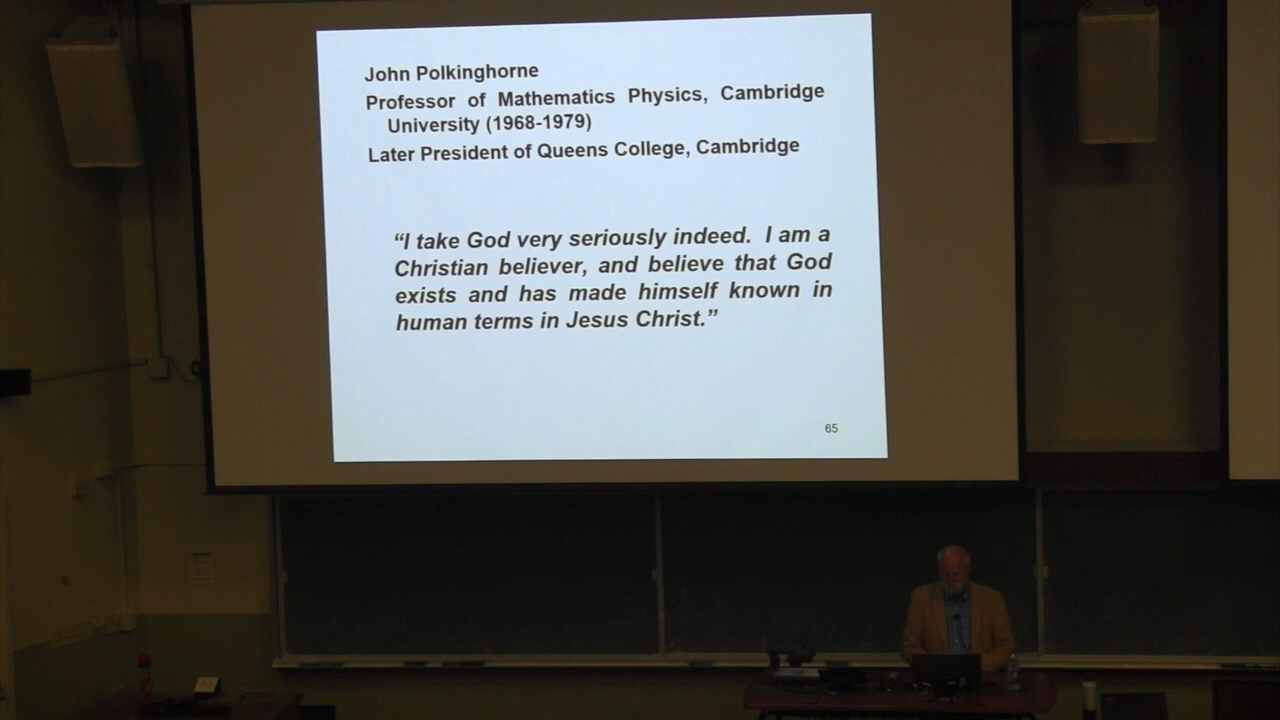 John Polkinghorne
Professor of Mathematics Physics, Cambridge
University (1968-1979)
Later President of Queens College, Cambridge
“I take God very seriously indeed. I am a
Christian believer, and believe that God
exists and has made himself known in
human terms in Jesus Christ.”
65